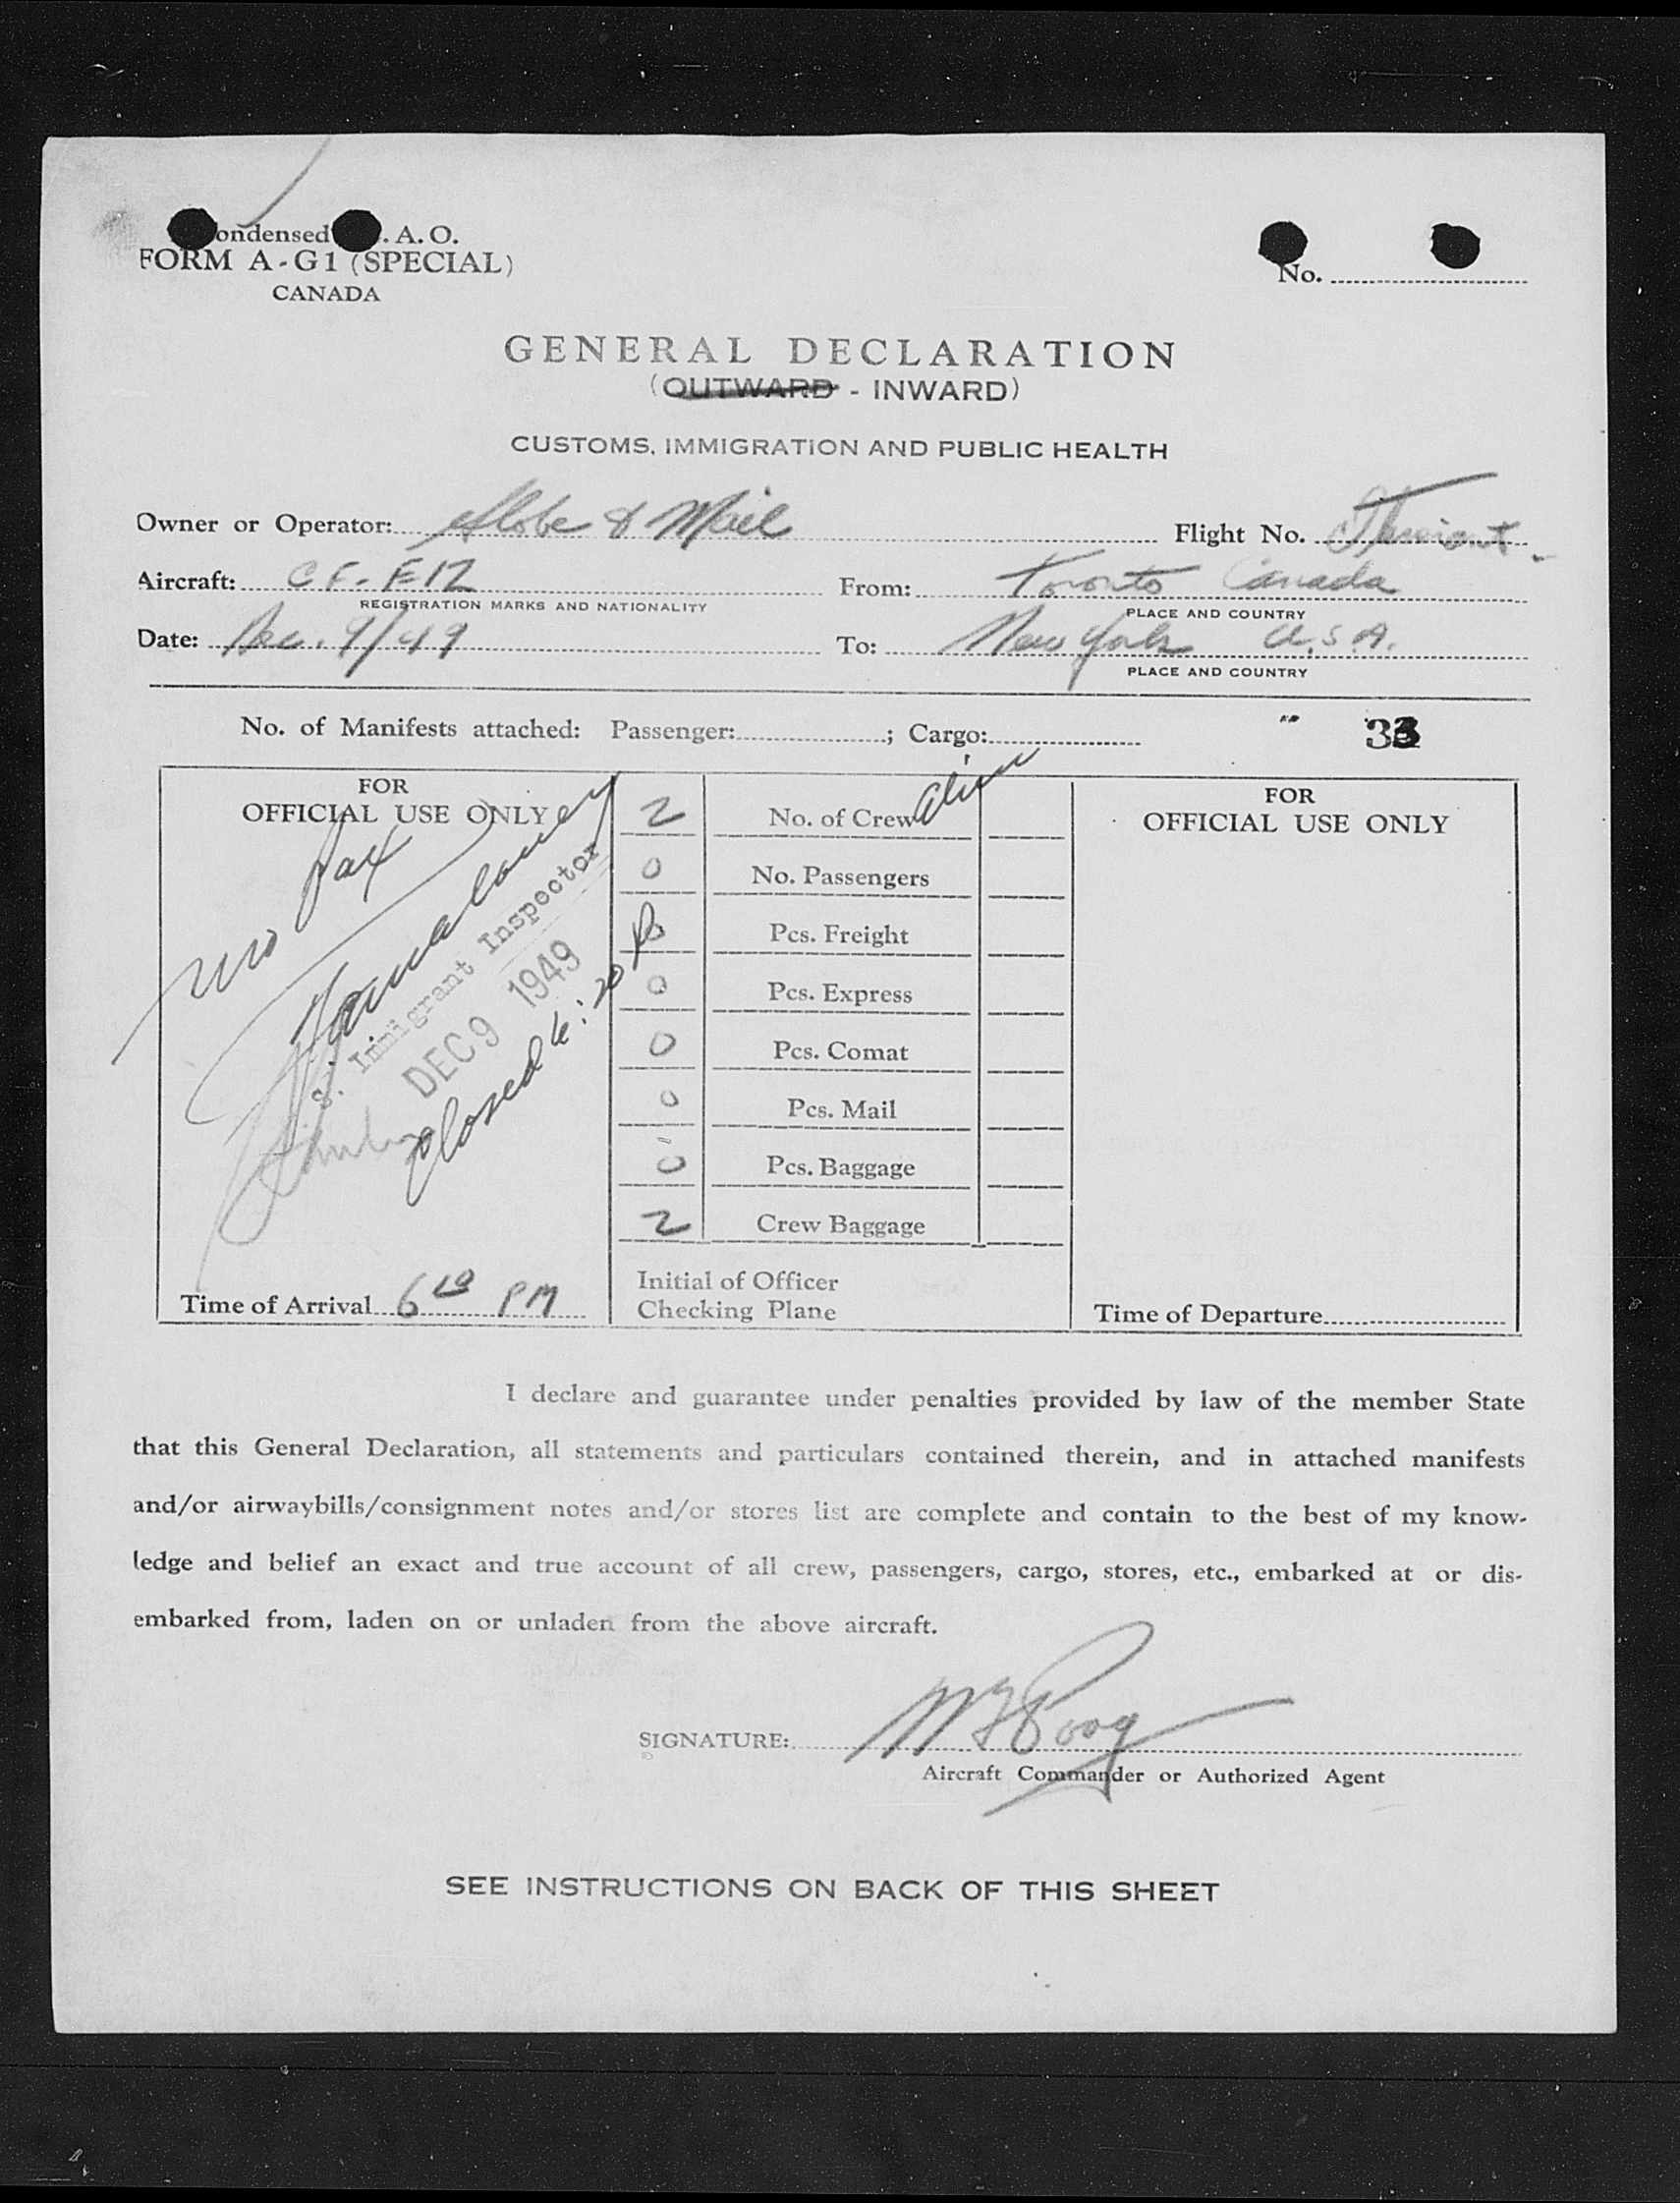 ondensed .A.O.
FORM A-G1 (SPECIAL)
CANADA
No.
GENERAL DECLARATION
(OUTWARD - INWARD)
CUSTOMS, IMMIGRATION AND PUBLIC HEALTH
Owner or Operator: Globe & Mail Flight No.
Aircraft: CF-FIZ From: Toronto Canada
REGISTRATION MARKS AND NATIONALITY PLACE AND COUNTRY
Date: Dec. 9/49 To: New York U.S.A.
PLACE AND COUNTRY
No. of Manifests attached: Passenger: ; Cargo: 33
FOR OFFICIAL USE ONLY
no Pax
S. Immigrant Inspector
DEC 9 1949
closed 6:20 P
Time of Arrival 6 10 PM
2 No. of Crew alien
0 No. Passengers
Pcs. Freight
0 Pcs. Express
0 Pcs. Comat
0 Pcs. Mail
0 Pcs. Baggage
2 Crew Baggage
Initial of Officer
Checking Plane
FOR
OFFICIAL USE ONLY
Time of Departure
I declare and guarantee under penalties provided by law of the member State
that this General Declaration, all statements and particulars contained therein, and in attached manifests
and/or airwaybills/consignment notes and/or stores list are complete and contain to the best of my know-
ledge and belief an exact and true account of all crew, passengers, cargo, stores, etc., embarked at or dis-
embarked from, laden on or unladen from the above aircraft.
SIGNATURE:
Aircraft Commander or Authorized Agent
SEE INSTRUCTIONS ON BACK OF THIS SHEET